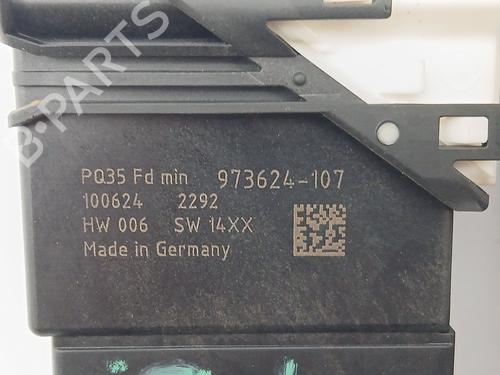 B-PARTS
PQ35 Fd min 973624-107
100624 2292
HW 006 SW 14XX
Made in Germany